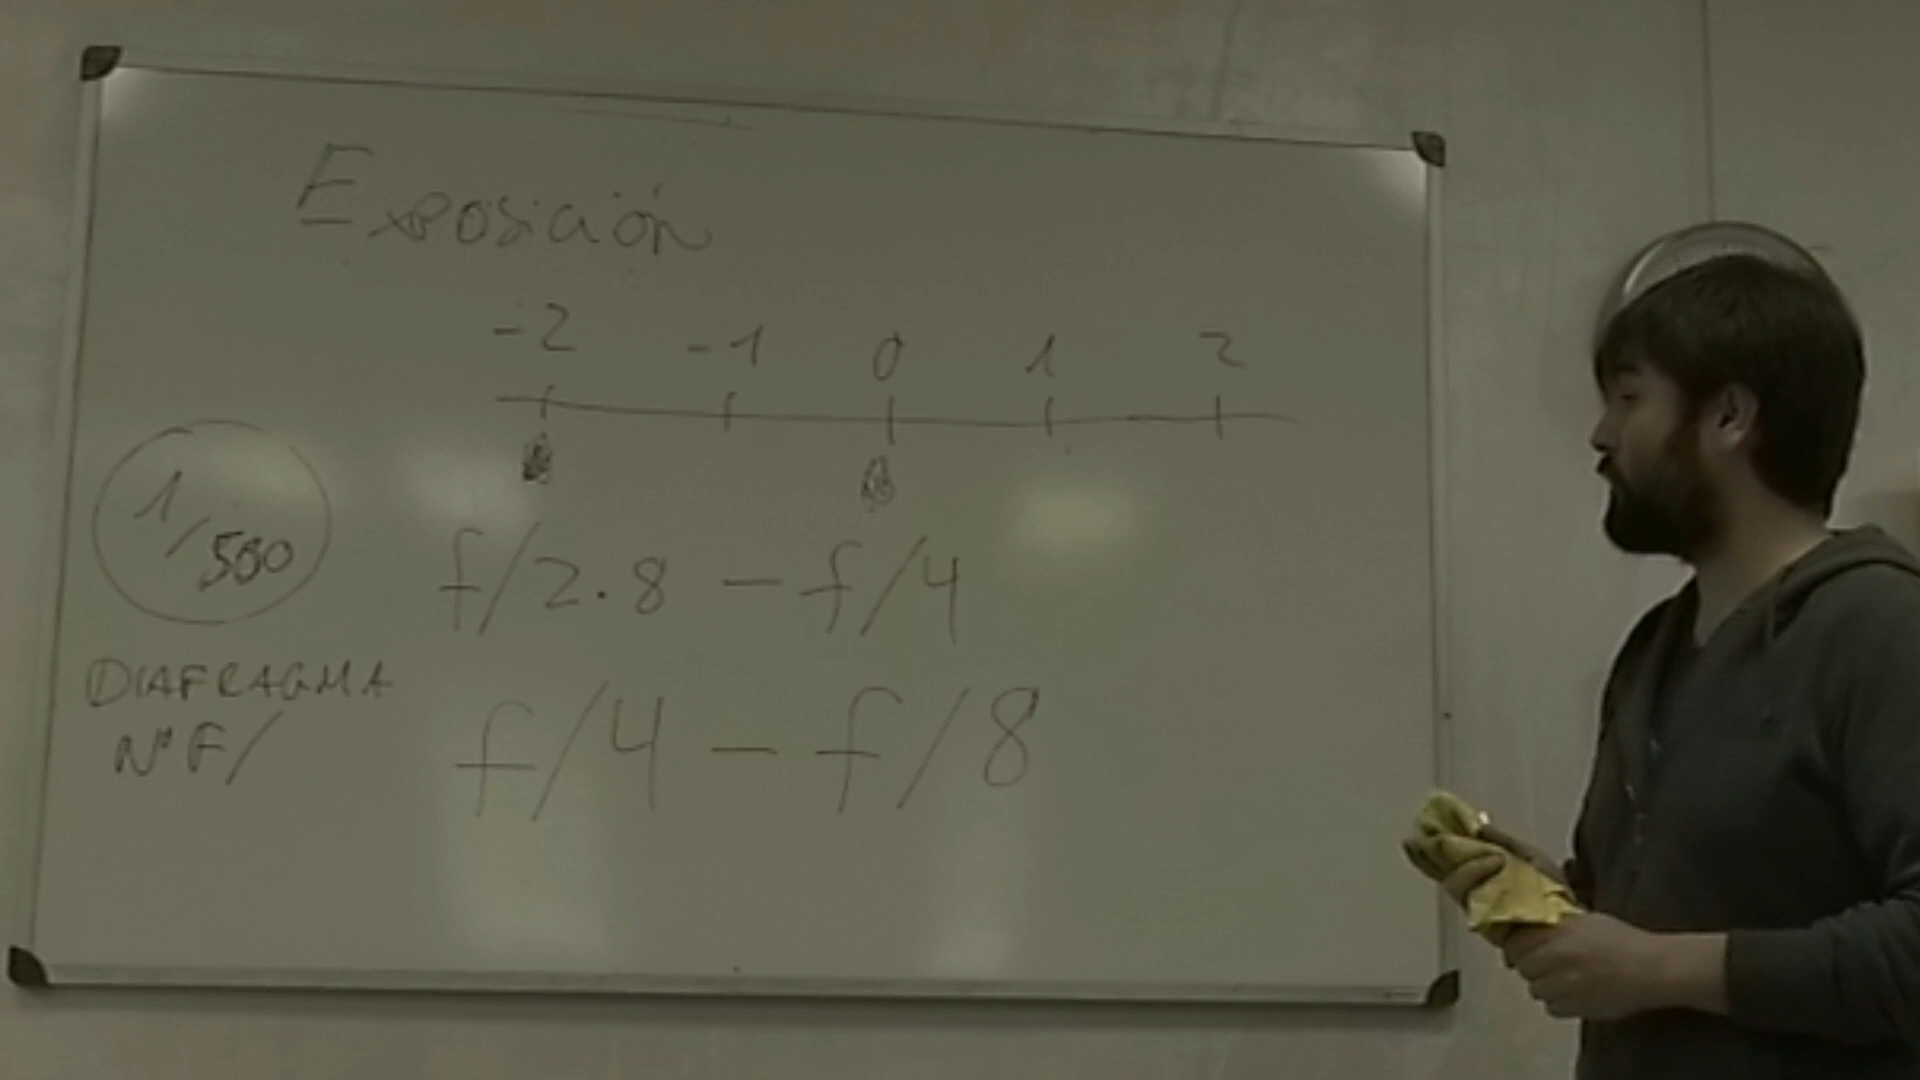 Exposición
-2 -1 0 1 2
1/500
f/2.8 - f/4
DIAFRAGMA
Nº F/
f/4 - f/8